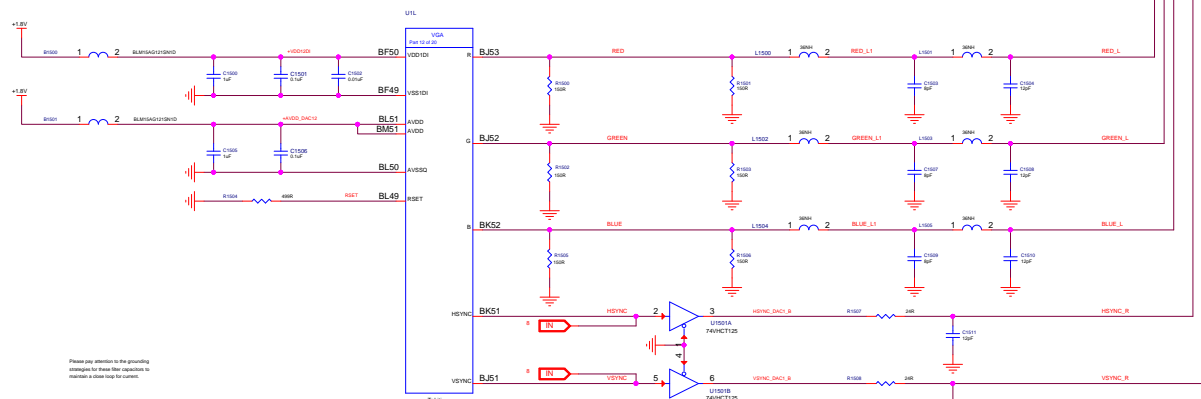 U1L
+1.8V
VGA
Part 12 of 20
B1500 1 2 BLM15AG121SN1D +VDD12DI BF50 VDD1DI
R BJ53 RED L1500 1 36NH 2 RED_L1 L1501 1 36NH 2 RED_L
C1500 1uF
C1501 0.1uF
C1502 0.01uF
R1500 150R
R1501 150R
C1503 8pF
C1504 12pF
BF49 VSS1DI
+1.8V
B1501 1 2 BLM15AG121SN1D +AVDD_DAC12 BL51 AVDD
BM51 AVDD
G BJ52 GREEN L1502 1 36NH 2 GREEN_L1 L1503 1 36NH 2 GREEN_L
C1505 1uF
C1506 0.1uF
BL50 AVSSQ
R1502 150R
R1503 150R
C1507 8pF
C1508 12pF
R1504 499R RSET BL49 RSET
B BK52 BLUE L1504 1 36NH 2 BLUE_L1 L1505 1 36NH 2 BLUE_L
R1505 150R
R1506 150R
C1509 8pF
C1510 12pF
HSYNC BK51 HSYNC 2 3 HSYNC_DAC1_B R1507 24R HSYNC_R
8 IN
U1501A
74VHCT125
C1511 12pF
1
4
Please pay attention to the grounding
strategies for these filter capacitors to
maintain a close loop for current.
8 IN
VSYNC BJ51 VSYNC 5 6 VSYNC_DAC1_B R1508 24R VSYNC_R
U1501B
74VHCT125